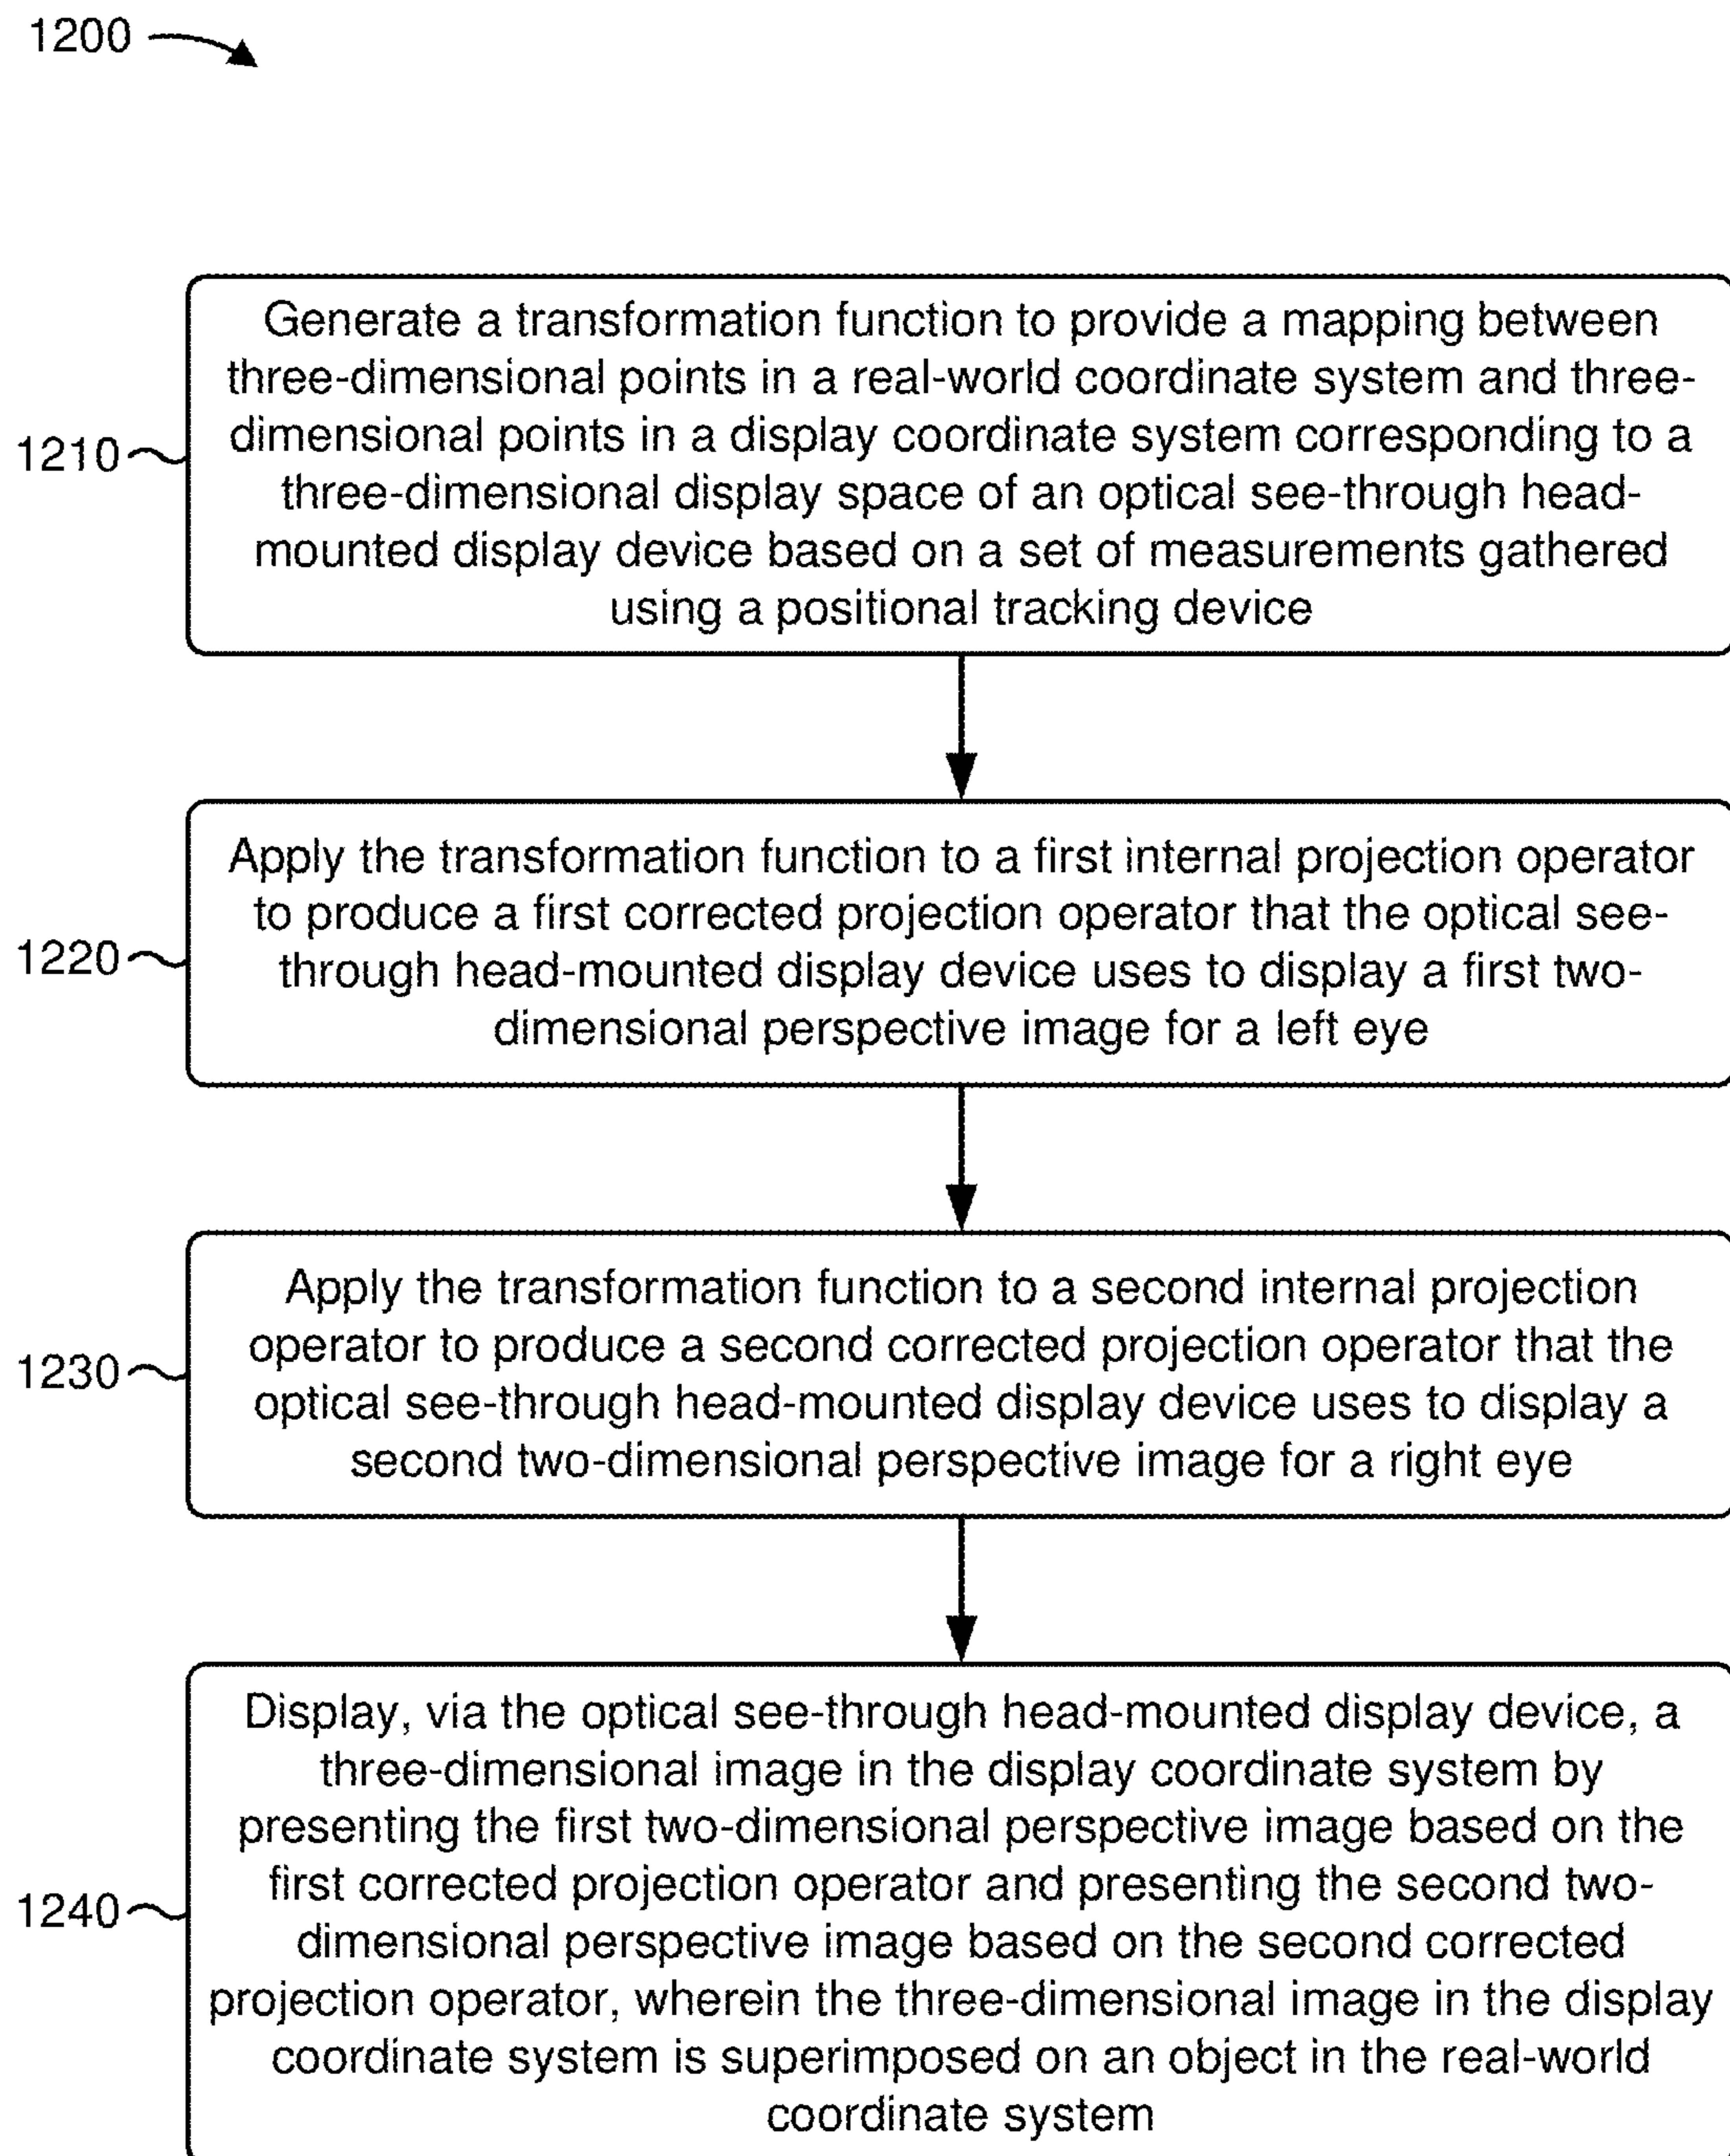 1200
Generate a transformation function to provide a mapping between
three-dimensional points in a real-world coordinate system and three-
dimensional points in a display coordinate system corresponding to a
1210
three-dimensional display space of an optical see-through head-
mounted display device based on a set of measurements gathered
using a positional tracking device
Apply the transformation function to a first internal projection operator
to produce a first corrected projection operator that the optical see-
1220
through head-mounted display device uses to display a first two-
dimensional perspective image for a left eye
Apply the transformation function to a second internal projection
operator to produce a second corrected projection operator that the
1230
optical see-through head-mounted display device uses to display a
second two-dimensional perspective image for a right eye
Display, via the optical see-through head-mounted display device, a
three-dimensional image in the display coordinate system by
presenting the first two-dimensional perspective image based on the
first corrected projection operator and presenting the second two-
1240
dimensional perspective image based on the second corrected
projection operator, wherein the three-dimensional image in the display
coordinate system is superimposed on an object in the real-world
coordinate system